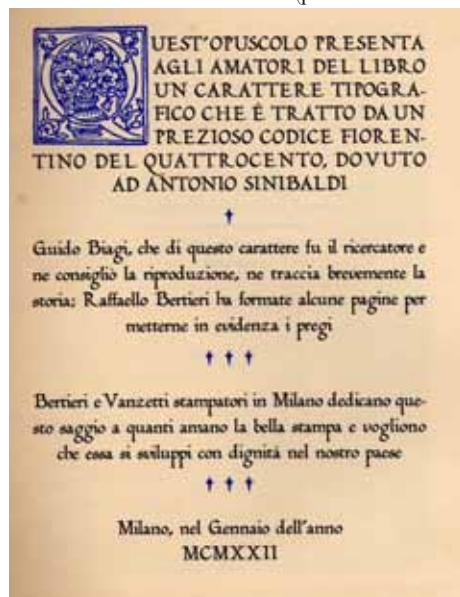 (p
QUEST'OPUSCOLO PRESENTA
AGLI AMATORI DEL LIBRO
UN CARATTERE TIPOGRA-
FICO CHE È TRATTO DA UN
PREZIOSO CODICE FIOREN-
TINO DEL QUATTROCENTO, DOVUTO
AD ANTONIO SINIBALDI
Guido Biagi, che di questo carattere fu il ricercatore e
ne consigliò la riproduzione, ne traccia brevemente la
storia; Raffaello Bertieri ha formate alcune pagine per
metterne in evidenza i pregi
Bertieri e Vanzetti stampatori in Milano dedicano que-
sto saggio a quanti amano la bella stampa e vogliono
che essa si sviluppi con dignità nel nostro paese
Milano, nel Gennaio dell'anno
MCMXXII